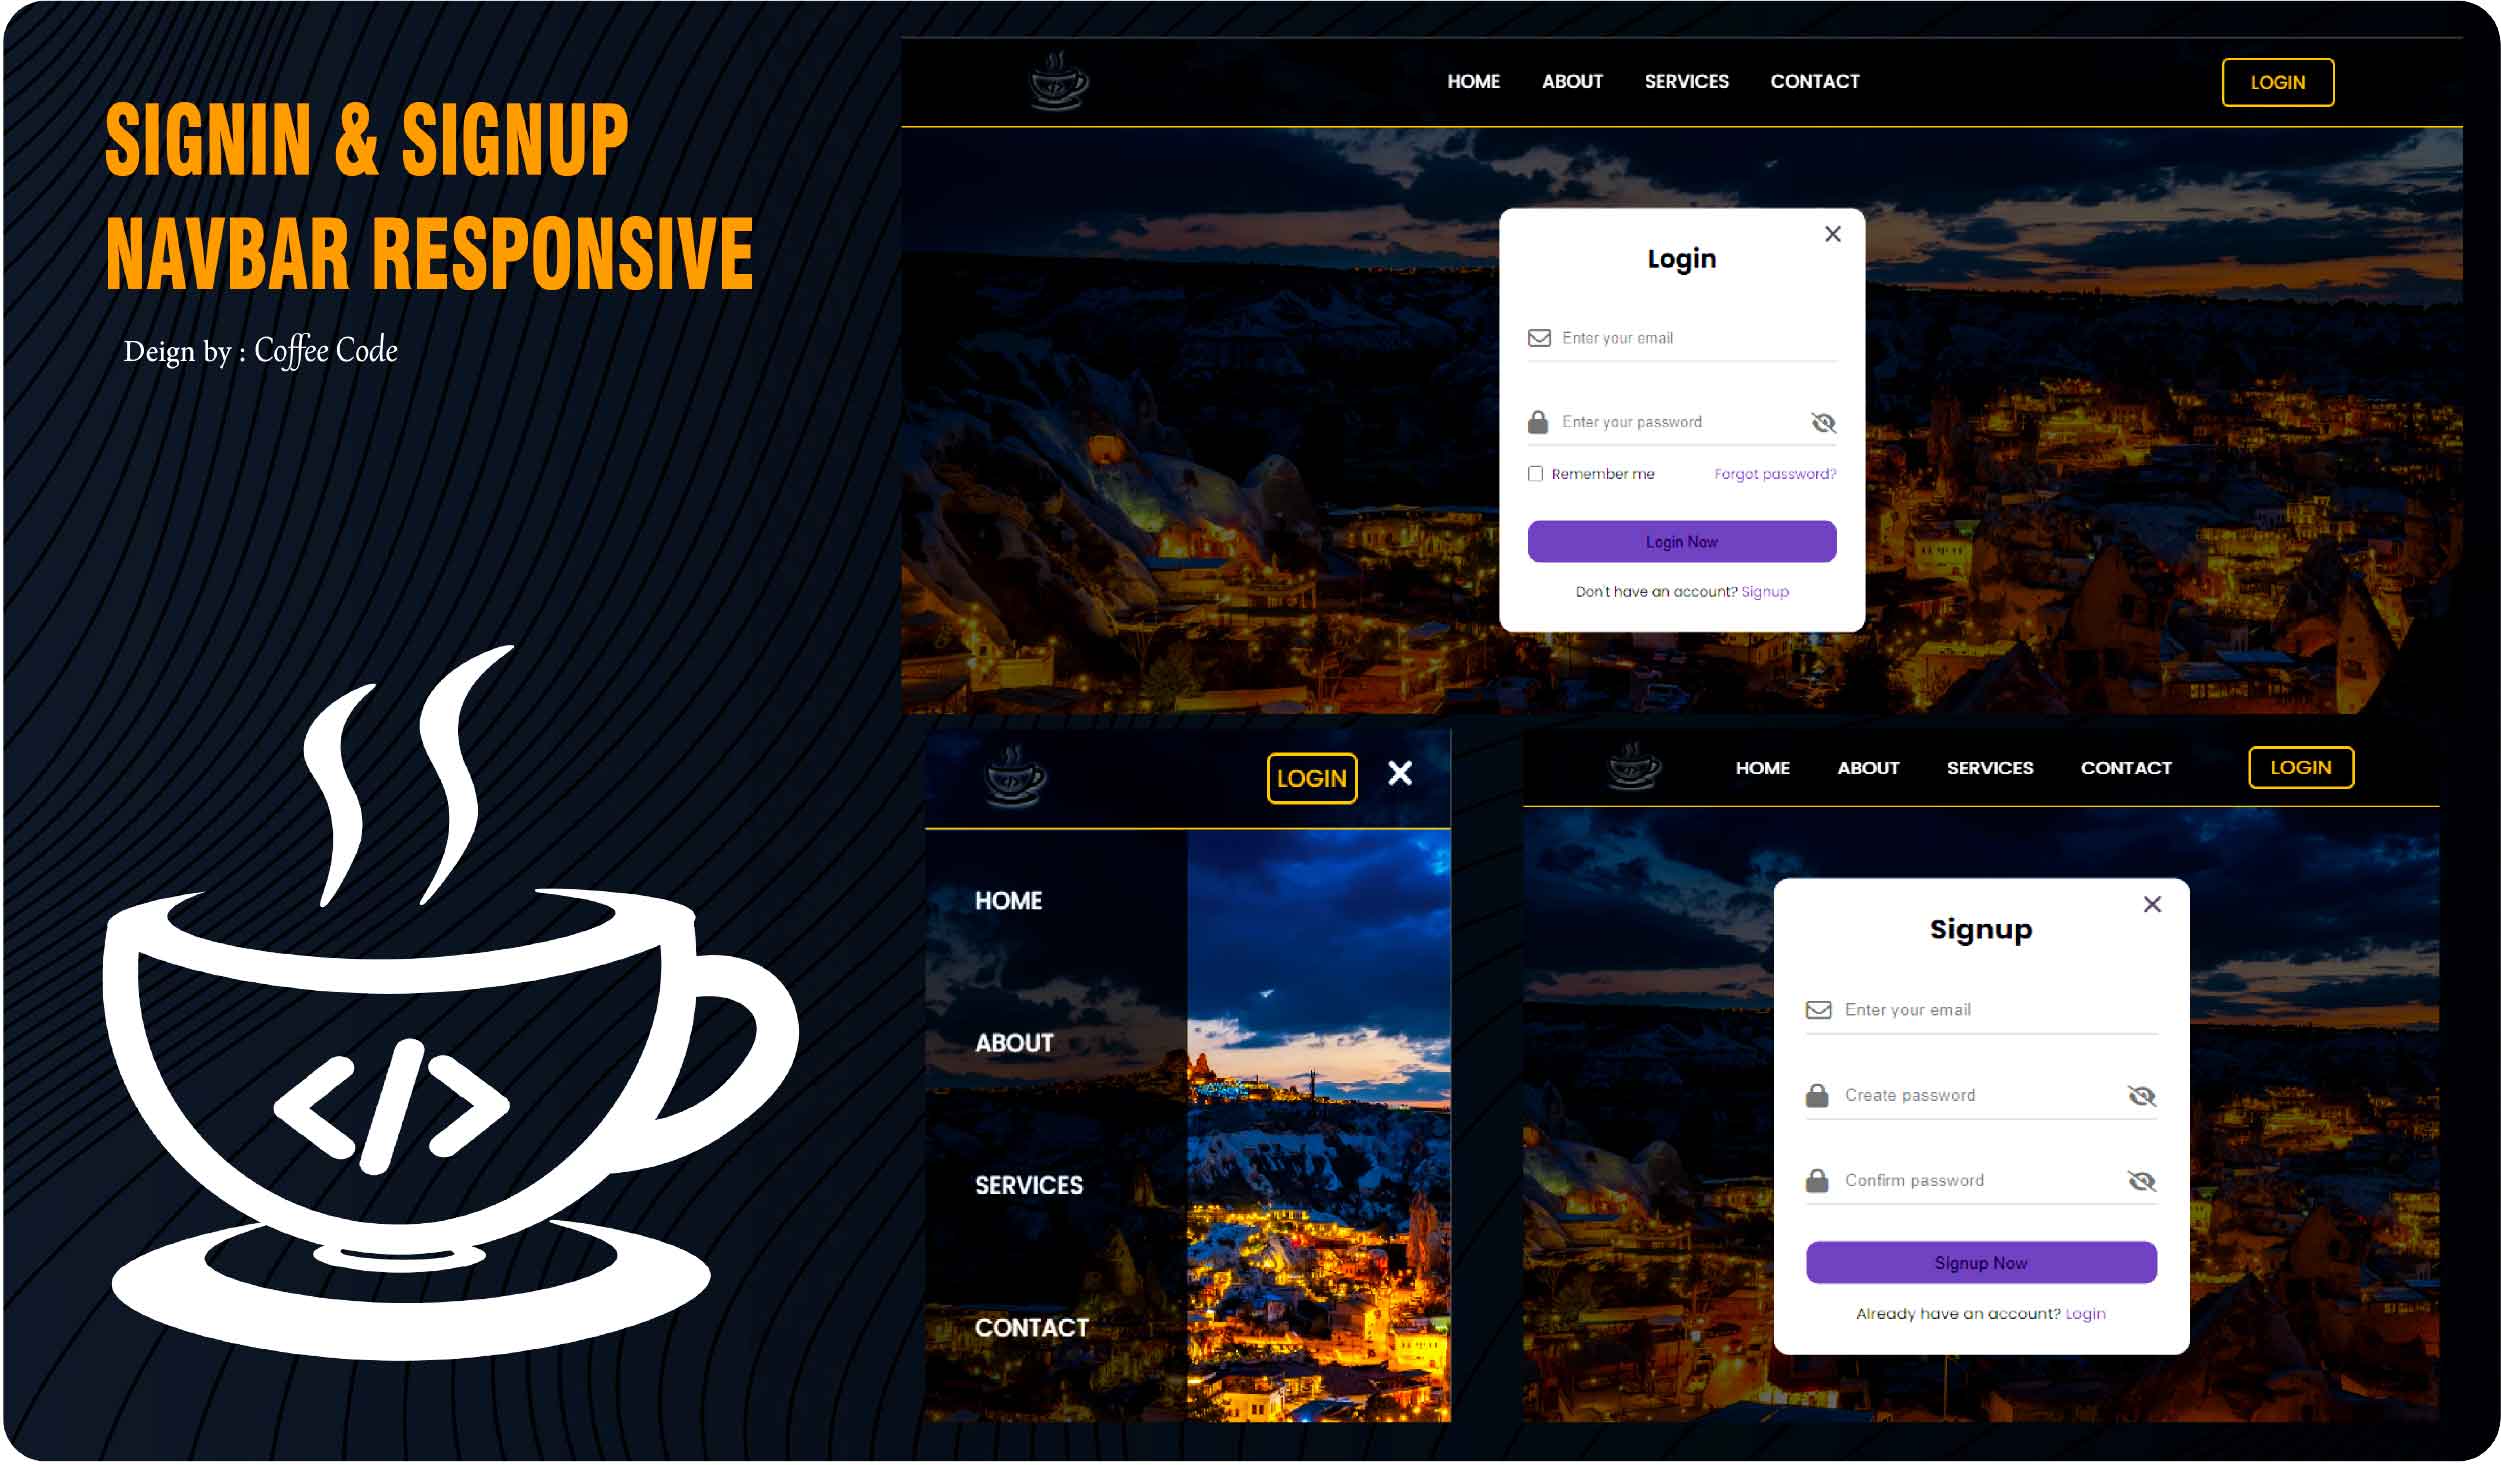 SIGNIN & SIGNUP
NAVBAR RESPONSIVE
Deign by : Coffee Code
</>
HOME ABOUT SERVICES CONTACT LOGIN
Login
Enter your email
Enter your password
Remember me Forgot password?
Login Now
Don't have an account? Signup
LOGIN
HOME
ABOUT
SERVICES
CONTACT
HOME ABOUT SERVICES CONTACT LOGIN
Signup
Enter your email
Create password
Confirm password
Signup Now
Already have an account? Login